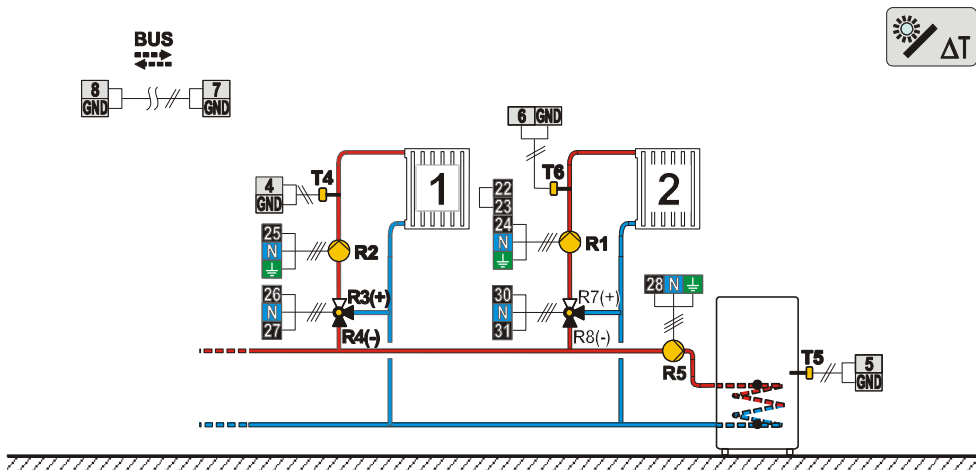 BUS
ΔT
8
GND
7
GND
6 GND
T4
T6
4
GND
1
2
22
23
24
N
25
N
R2
R1
28 N
26
N
27
R3(+)
R4(-)
30
N
31
R7(+)
R8(-)
R5
T5
5
GND